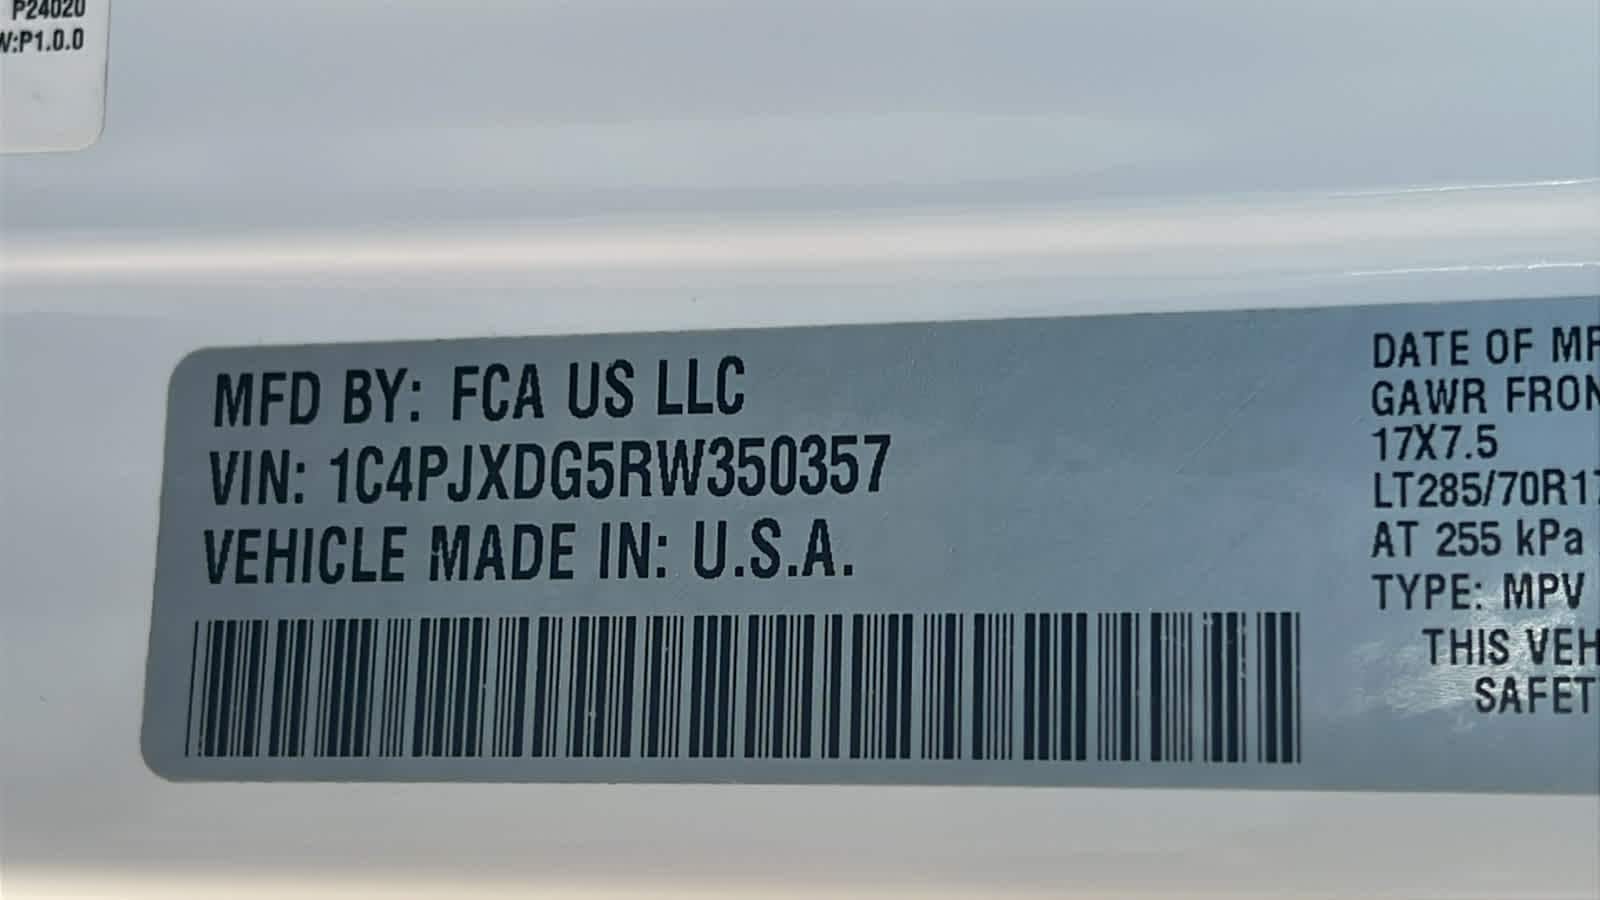 P24020
W:P1.0.0
MFD BY: FCA US LLC
VIN: 1C4PJXDG5RW350357
VEHICLE MADE IN: U.S.A.
DATE OF MF
GAWR FRON
17X7.5
LT285/70R17
AT 255 kPa
TYPE: MPV
THIS VEH
SAFET